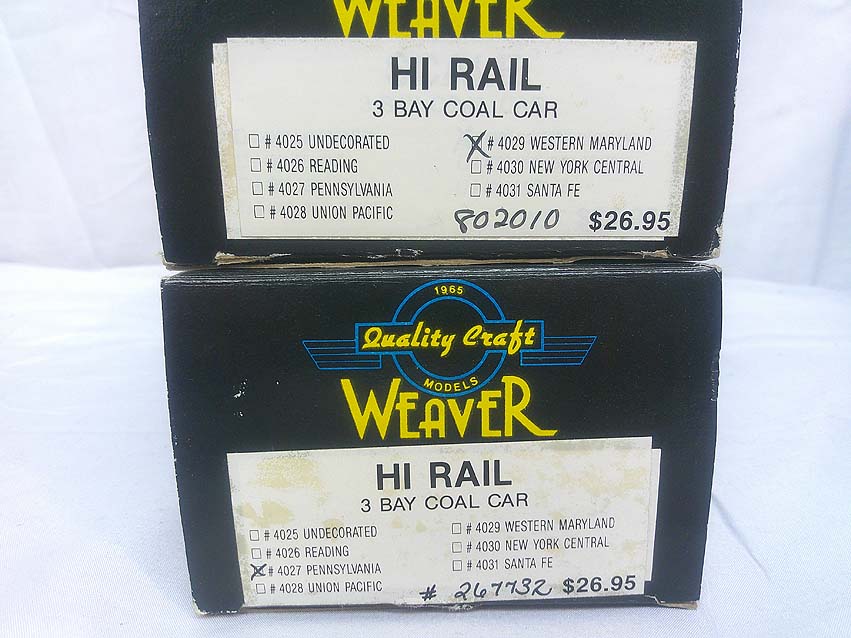 WEAVER
HI RAIL
3 BAY COAL CAR
# 4025 UNDECORATED
# 4026 READING
# 4027 PENNSYLVANIA
# 4028 UNION PACIFIC
# 4029 WESTERN MARYLAND
# 4030 NEW YORK CENTRAL
# 4031 SANTA FE
802010 $26.95
1965
Quality Craft
MODELS
WEAVER
HI RAIL
3 BAY COAL CAR
# 4025 UNDECORATED
# 4026 READING
# 4027 PENNSYLVANIA
# 4028 UNION PACIFIC
# 4029 WESTERN MARYLAND
# 4030 NEW YORK CENTRAL
# 4031 SANTA FE
# 267732 $26.95